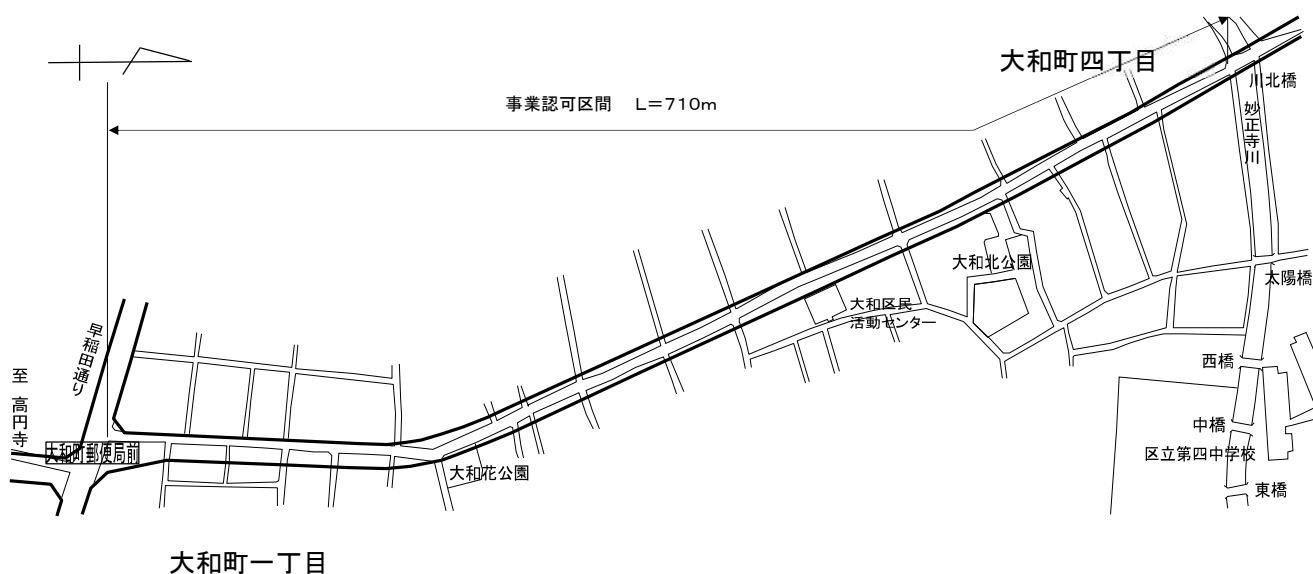 大和町四丁目
川北橋
事業認可区間 L=710m
妙正寺川
大和北公園
太陽橋
大和区民
活動センター
早稲田通り
西橋
至 高円寺
中橋
大和町郵便局前
区立第四中学校
大和花公園
東橋
大和町一丁目